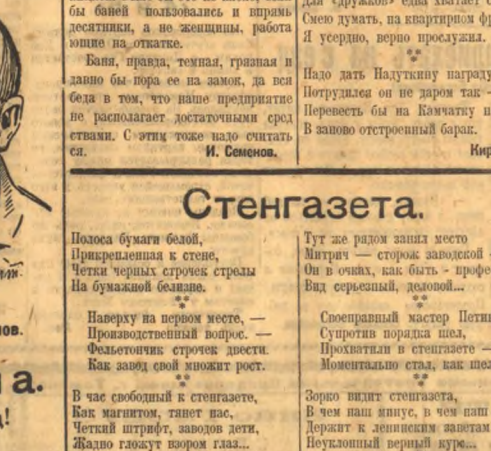 бы баней пользовались и впрямь
десятники, а не женщины, работа
ющие на откатке.
Баня, правда, темная, грязная и
давно бы пора ее на замок, да вся
беда в том, что наше предприятие
не располагает достаточными сред
ствами. С этим тоже надо считать
ся.
И. Семенов.
Смею думать, на квартирном
Я усердно, верно прослужил.
Надо дать Надуткину награду
Потрудился он не даром так —
Перевесть бы на Камчатку
В заново отстроенный барак.
Стенгазета.
Полоса бумаги белой,
Прикрепленная к стене,
Четки черных строчек стрелы
На бумажной белизне.
Наверху на первом месте, —
Производственный вопрос. —
Фельетончик строчек двести.
Как завод свой множит рост.
В час свободный к стенгазете,
Как магнитом, тянет нас,
Четкий штрифт, заводов дети,
Жадно гложут взором глаз...
Тут же рядом занял место
Митрич — сторож заводской
Он в очках, как быть -
Вид серьезный, деловой...
Своеправный мастер
Супротив порядка шел,
Прохватили в стенгазете —
Моментально стал, как
Зорко видит стенгазета,
В чем наш минус, в чем наш
Держит к ленинским заветам
Неуклонный верный курс...